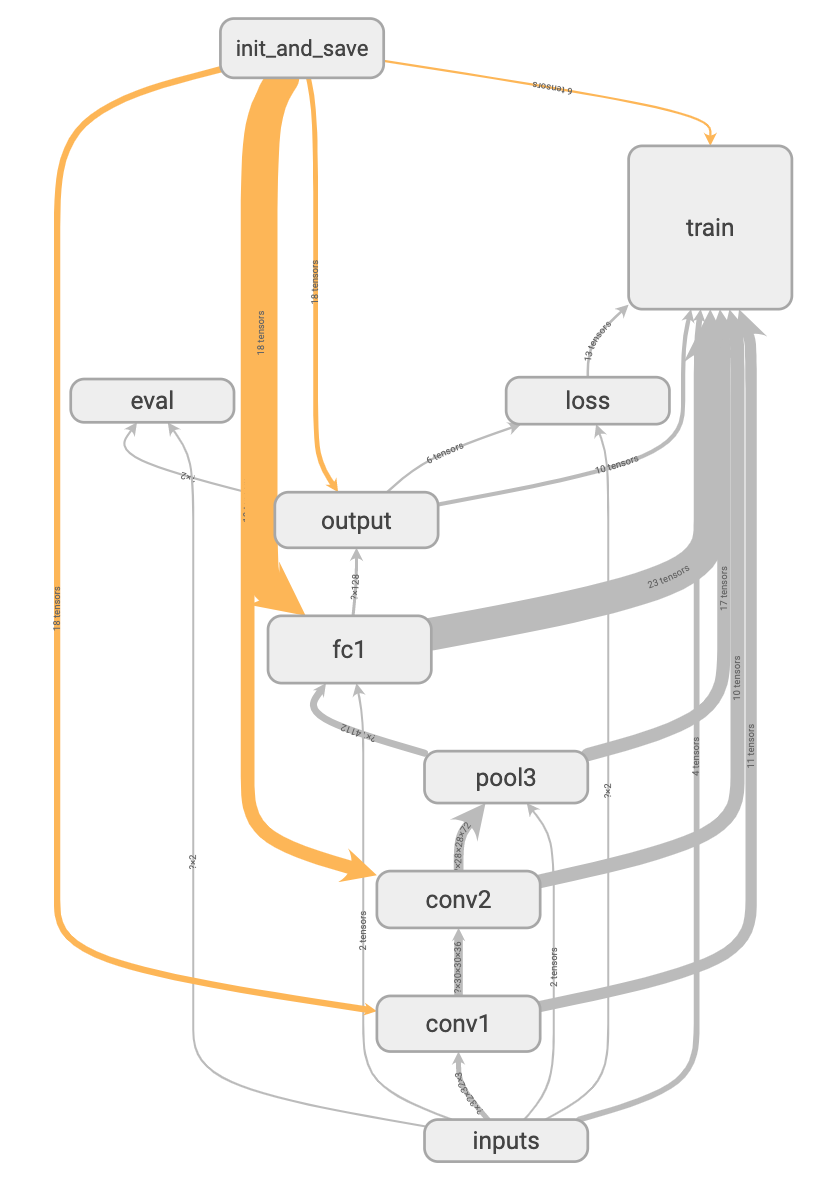 init_and_save
6 tensors
train
18 tensors
18 tensors
13 tensors
eval
loss
6 tensors
10 tensors
?×2
output
?×128
23 tensors
17 tensors
18 tensors
fc1
10 tensors
?×14112
11 tensors
4 tensors
pool3
?×2
?×28×28×72
?×2
conv2
2 tensors
?×30×30×36
2 tensors
conv1
?×32×32×3
inputs